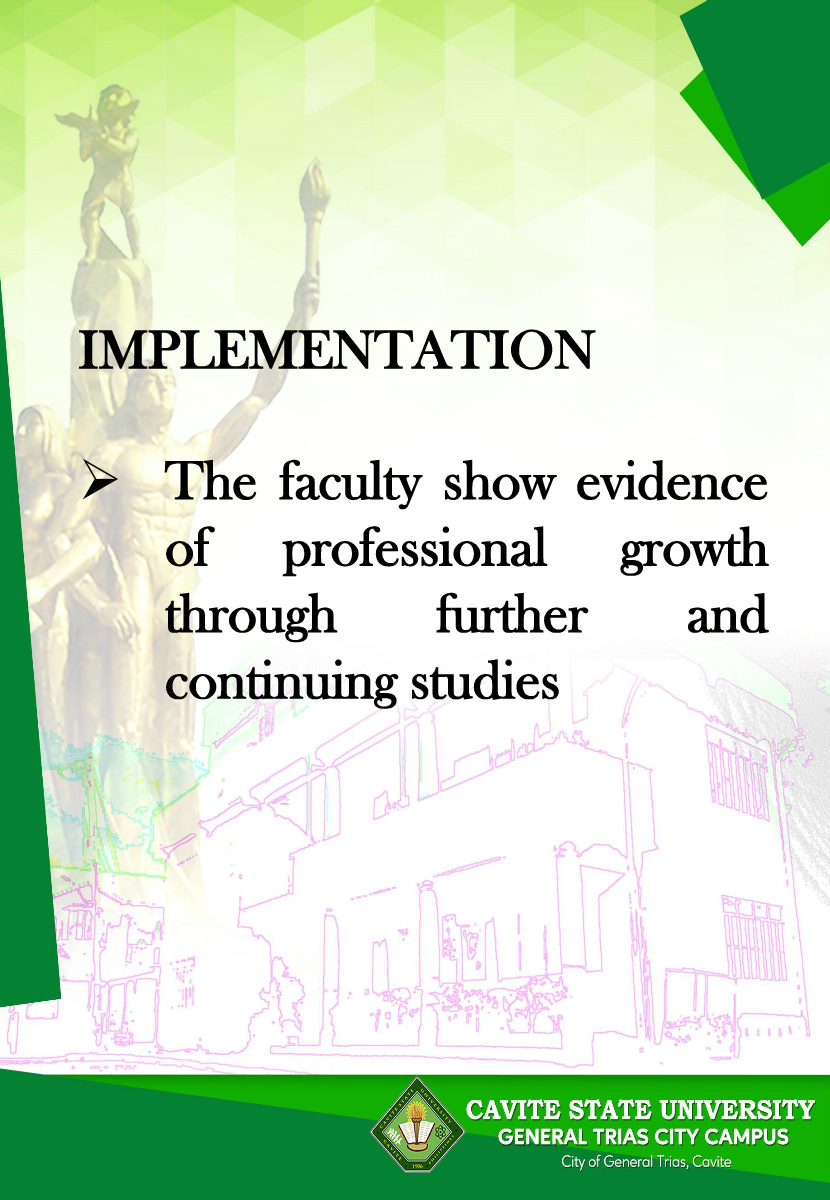 IMPLEMENTATION
➢ The faculty show evidence
of professional growth
through further and
continuing studies
CAVITE STATE UNIVERSITY
GENERAL TRIAS CITY CAMPUS
City of General Trias, Cavite
1906